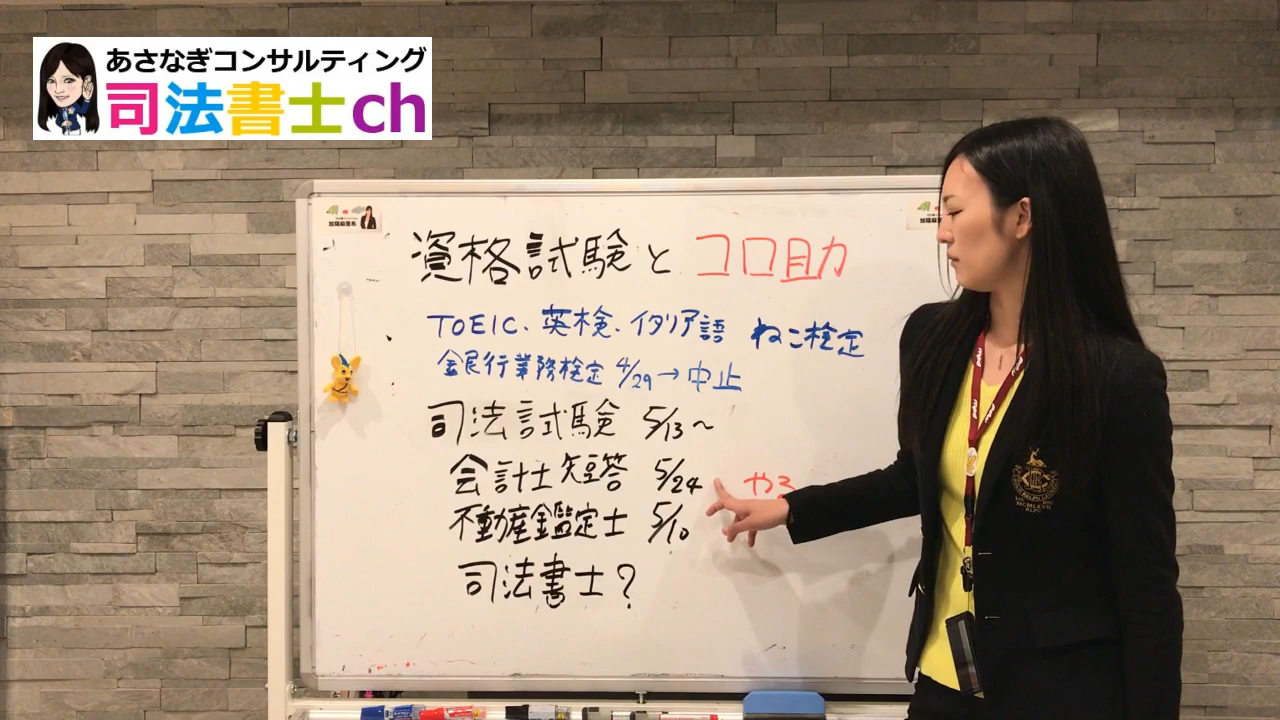 あさなぎコンサルティング
司法書士ch
資格試験と コロ助
TOEIC. 英検. イタリア語 ねこ検定
銀行業務検定 4/29→中止
司法試験 5/13〜
会計士短答 5/24 やる
不動産鑑定士 5/10
司法書士?